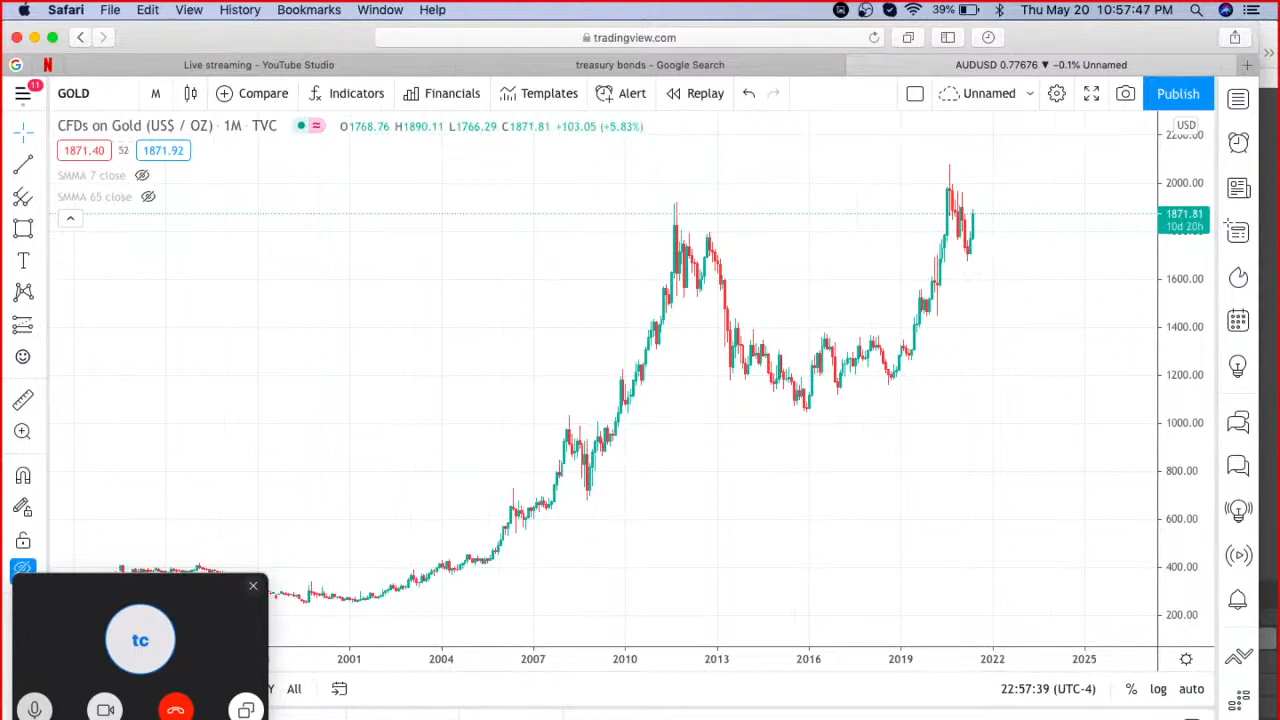 Safari File Edit View History Bookmarks Window Help 39% Thu May 20 10:57:47 PM
tradingview.com
G N Live streaming - YouTube Studio treasury bonds - Google Search AUDUSD 0.77676 ▼ −0.1% Unnamed
11 GOLD M Compare Indicators Financials Templates Alert Replay Unnamed Publish
CFDs on Gold (US$ / OZ) · 1M · TVC O1768.76 H1890.11 L1766.29 C1871.81 +103.05 (+5.83%)
USD
1871.40 52 1871.92
SMMA 7 close
SMMA 65 close
2000.00
1871.81
10d 20h
1600.00
1400.00
1200.00
1000.00
800.00
600.00
400.00
200.00
tc
2001 2004 2007 2010 2013 2016 2019 2022 2025
All 22:57:39 (UTC-4) % log auto